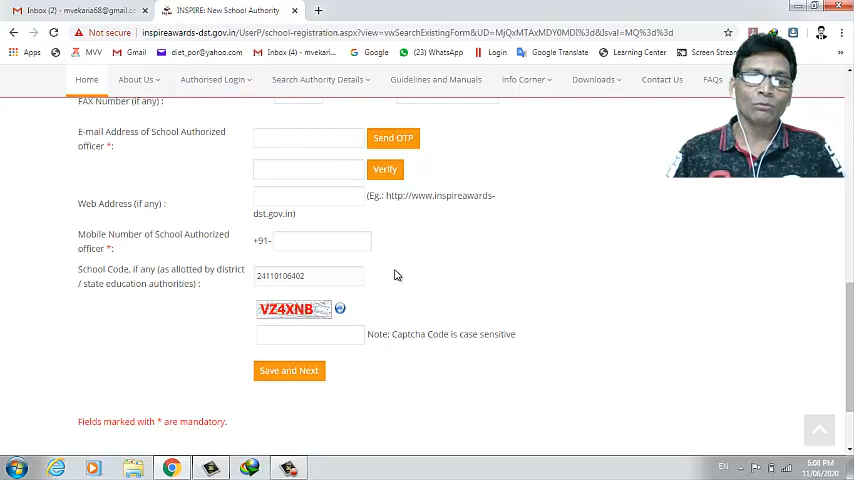 Inbox (2) - mvekaria68@gmail.co
INSPIRE: New School Authority
Not secure | inspireawards-dst.gov.in/UserP/school-registration.aspx?view=vwSearchExistingForm&UD=MjQxMTAxMDY0MDI%3d&Isval=MQ%3d%3d
Apps MVV Gmail diet_por@yahoo.com Inbox (4) - mvekari... Google (23) WhatsApp Login Google Translate Learning Center Screen Stream
Home About Us Authorised Login Search Authority Details Guidelines and Manuals Info Corner Downloads Contact Us FAQs
FAX Number (if any) :
E-mail Address of School Authorized
officer *:
Send OTP
Verify
Web Address (if any) :
(Eg.: http://www.inspireawards-
dst.gov.in)
Mobile Number of School Authorized
officer *:
+91-
School Code, if any (as allotted by district
/ state education authorities) :
24110106402
VZ4XNB
Note: Captcha Code is case sensitive
Save and Next
Fields marked with * are mandatory.
EN
6:08 PM
11/06/2020